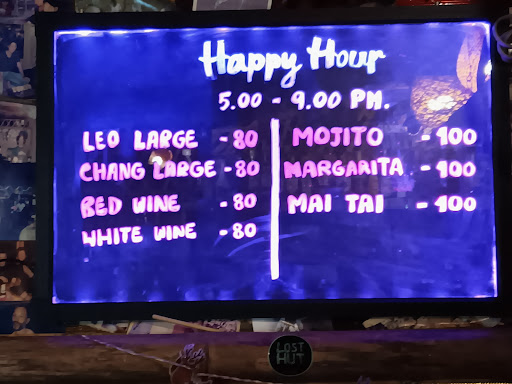 Happy Hour
5.00 - 9.00 PM.
LEO LARGE - 80
CHANG LARGE - 80
RED WINE - 80
WHITE WINE - 80
MOJITO - 100
MARGARITA - 100
MAI TAI - 100
LOST
HUT